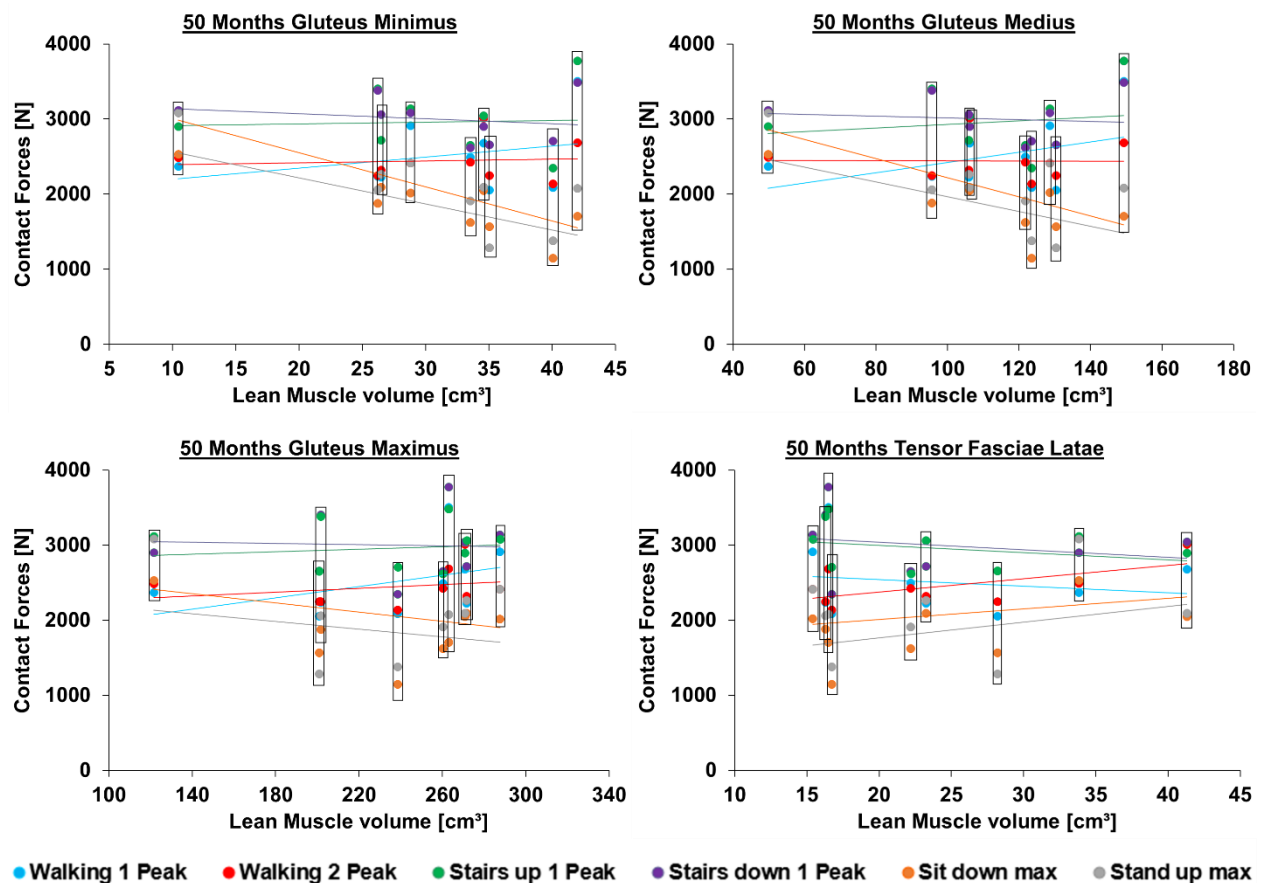 50 Months Gluteus Minimus
Contact Forces [N]
4000
3000
2000
1000
0
5 10 15 20 25 30 35 40 45
Lean Muscle volume [cm³]
50 Months Gluteus Medius
Contact Forces [N]
4000
3000
2000
1000
0
40 60 80 100 120 140 160 180
Lean Muscle volume [cm³]
50 Months Gluteus Maximus
Contact Forces [N]
4000
3000
2000
1000
0
100 140 180 220 260 300 340
Lean Muscle volume [cm³]
50 Months Tensor Fasciae Latae
Contact Forces [N]
4000
3000
2000
1000
0
10 15 20 25 30 35 40 45
Lean Muscle volume [cm³]
Walking 1 Peak Walking 2 Peak Stairs up 1 Peak Stairs down 1 Peak Sit down max Stand up max